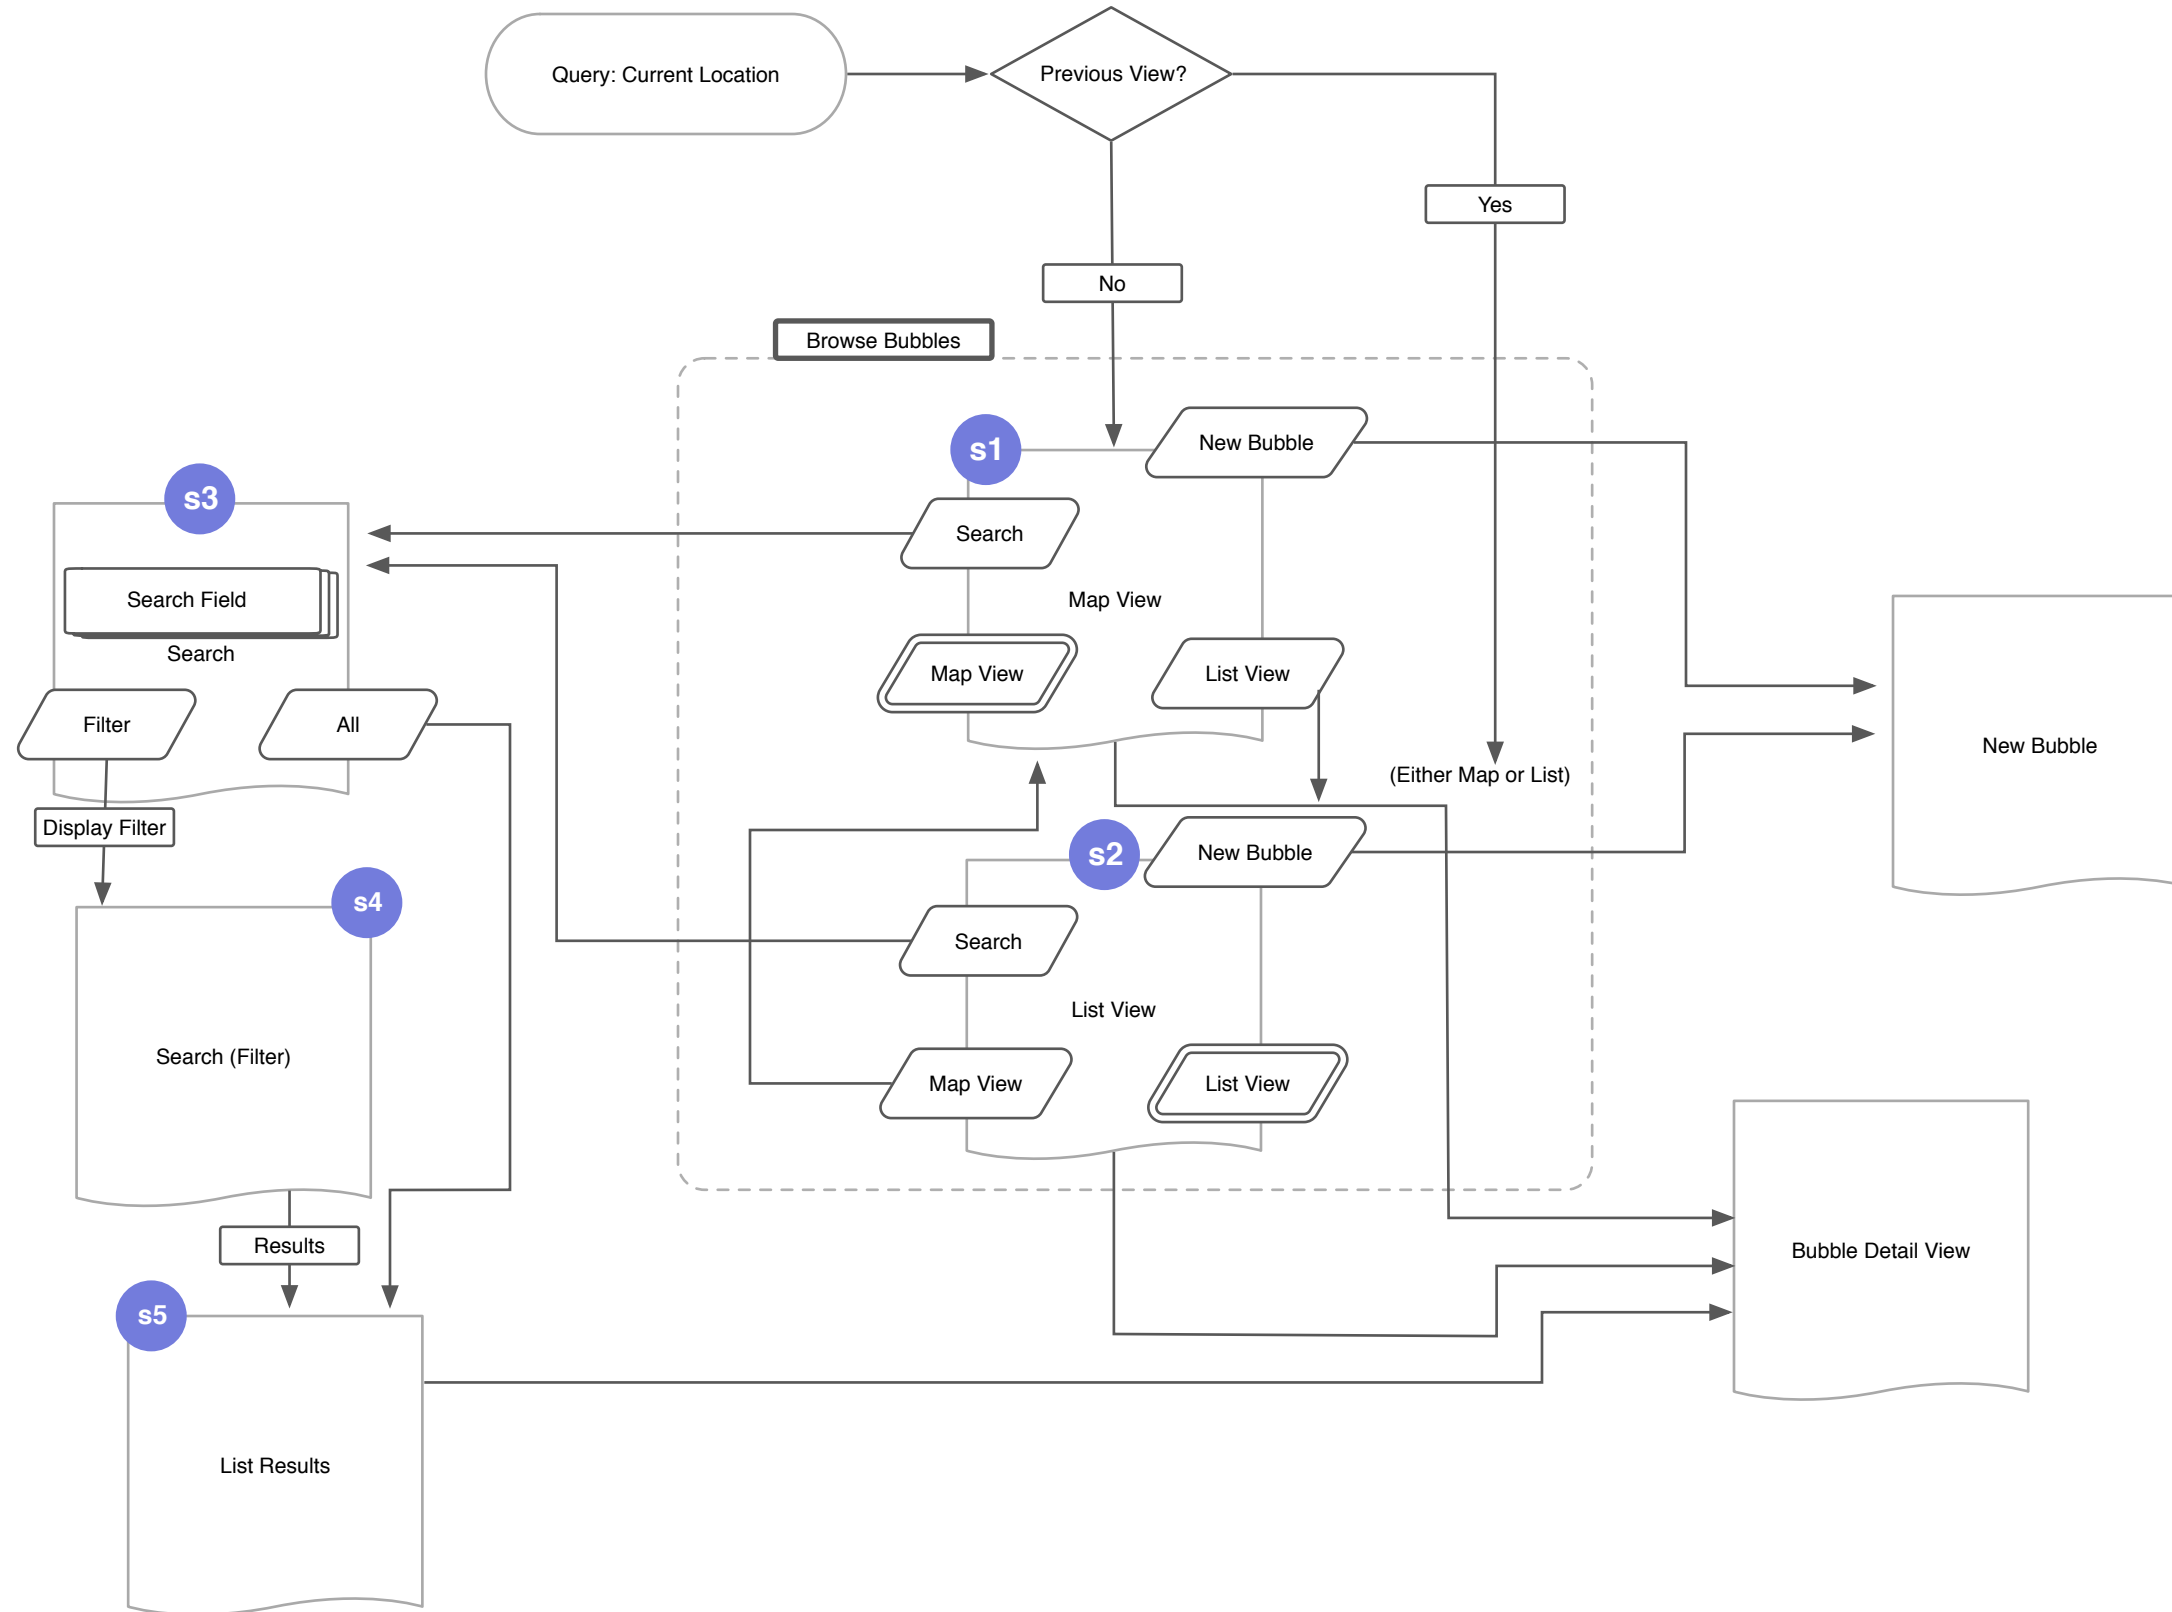 Query: Current Location
Previous View?
Yes
No
Browse Bubbles
s1
New Bubble
Search
Map View
Map View
List View
(Either Map or List)
s2
New Bubble
Search
List View
Map View
List View
s3
Search Field
Search
Filter
All
Display Filter
s4
Search (Filter)
Results
s5
List Results
New Bubble
Bubble Detail View